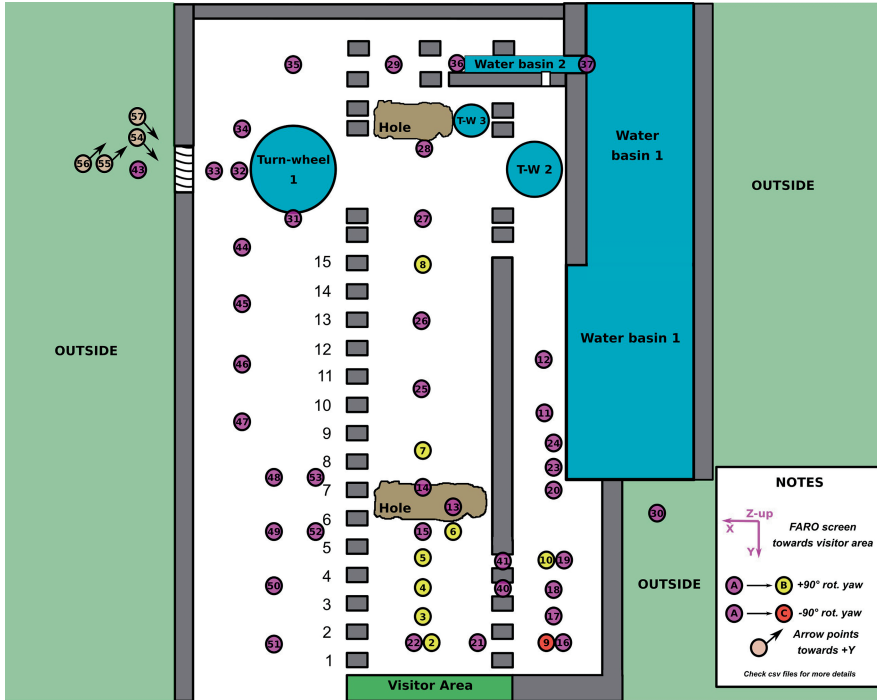 35
29
36
Water basin 2
37
57
34
Hole
T-W 3
54
Water
basin 1
56
55
43
33
32
Turn-wheel
1
28
T-W 2
OUTSIDE
31
27
44
15
8
14
45
13
26
Water basin 1
OUTSIDE
12
12
46
11
25
10
11
47
9
24
7
8
23
48
53
7
14
20
NOTES
13
30
Hole
6
Z-up
X
Y
FARO screen
towards visitor area
49
52
15
6
5
5
41
10
19
4
50
4
40
18
OUTSIDE
A
B
+90° rot. yaw
3
3
17
A
C
-90° rot. yaw
2
51
22
2
21
9
16
Arrow points
towards +Y
1
Check csv files for more details
Visitor Area